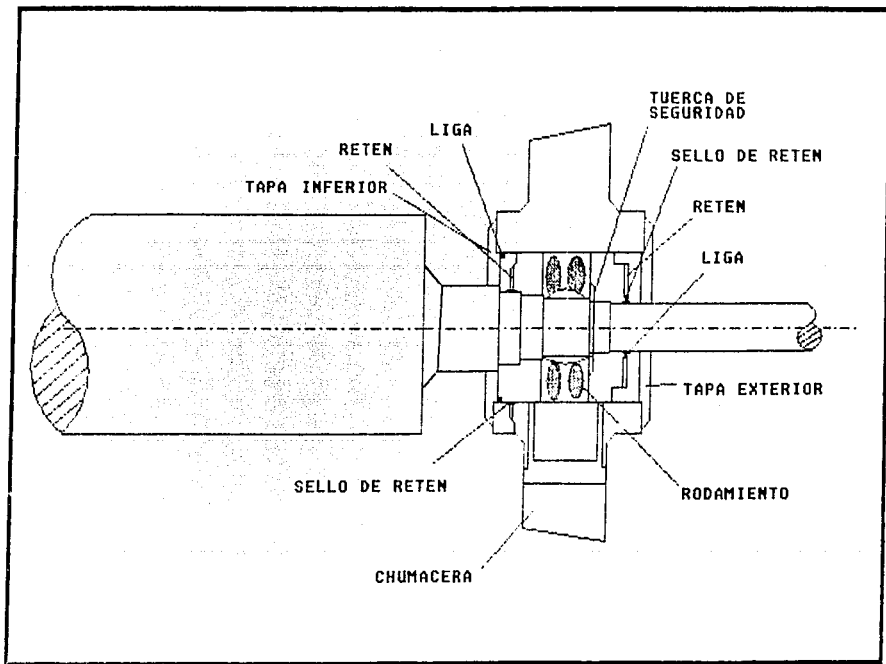 TUERCA DE
SEGURIDAD
LIGA
RETEN
SELLO DE RETEN
TAPA INFERIOR
RETEN
LIGA
TAPA EXTERIOR
SELLO DE RETEN
RODAMIENTO
CHUMACERA